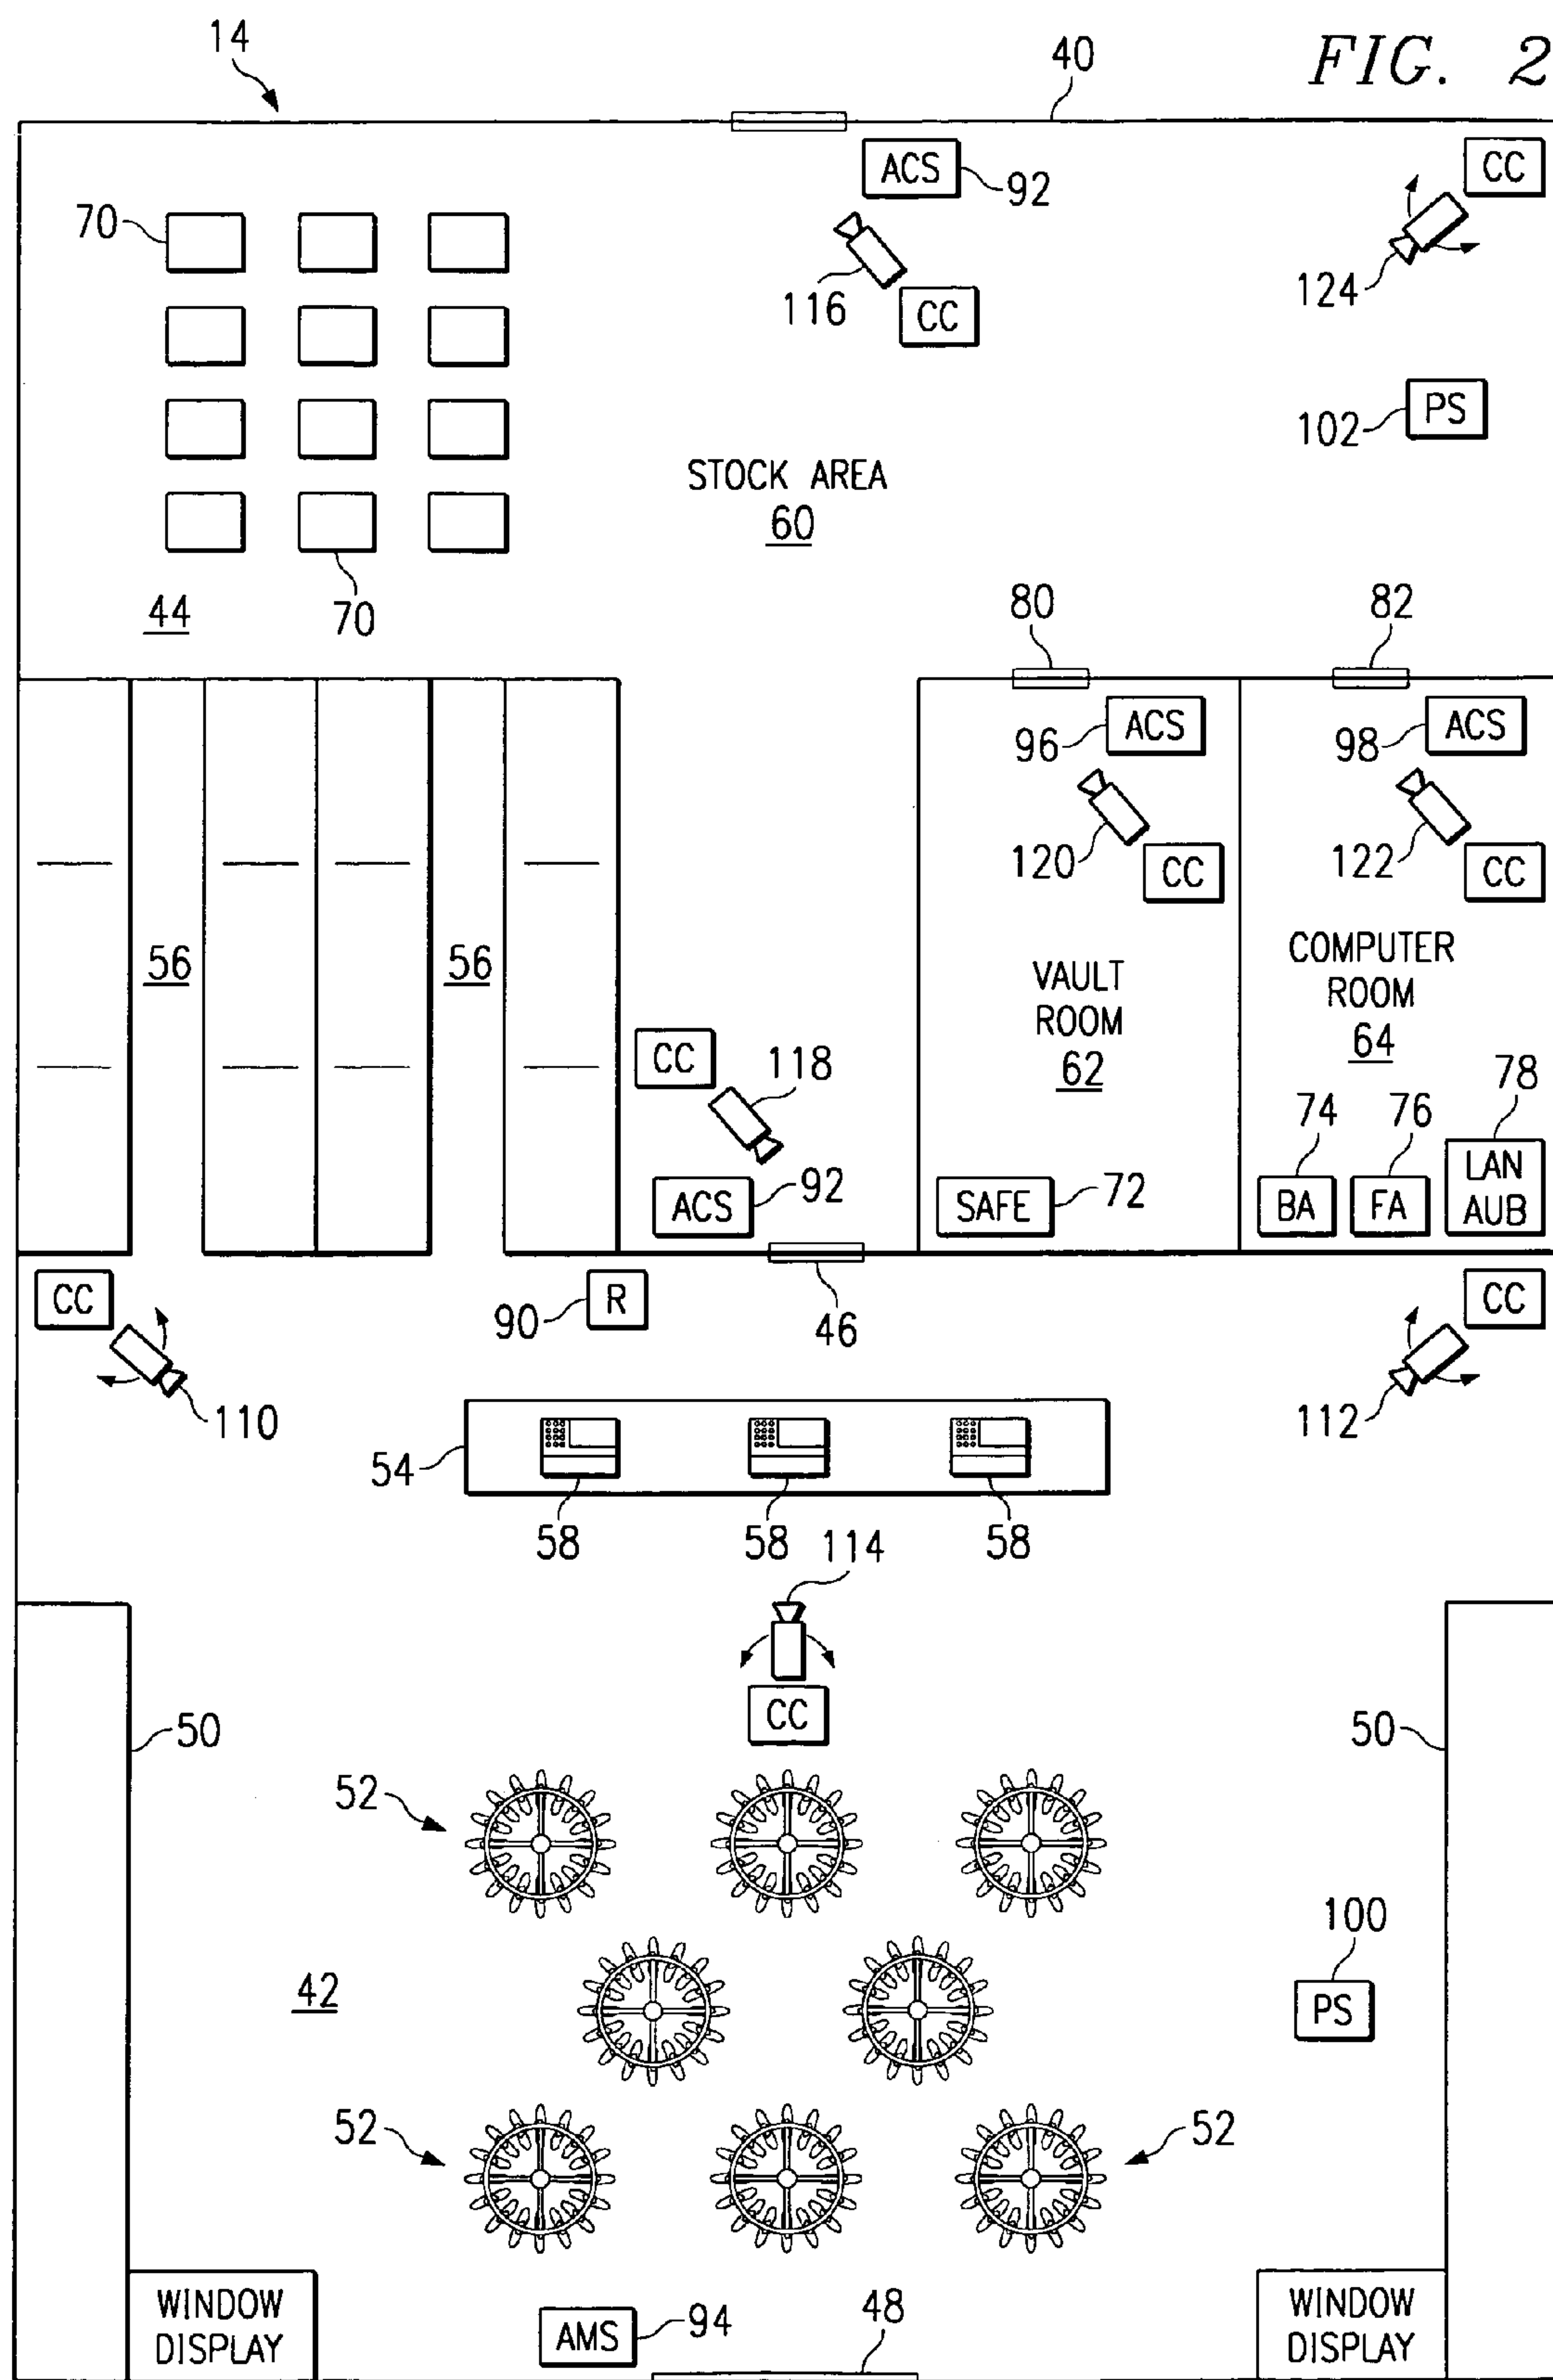 14
40
FIG. 2
ACS
92
CC
70
116
CC
124
PS
102
STOCK AREA
60
44
70
80
82
ACS
96
ACS
98
120
CC
122
CC
56
56
VAULT
ROOM
62
COMPUTER
ROOM
64
CC
118
78
74
76
LAN
AUB
ACS
92
SAFE
72
BA
FA
CC
90
R
46
CC
110
112
54
58
58
58
114
CC
50
50
52
100
42
PS
52
52
WINDOW
DISPLAY
AMS
94
48
WINDOW
DISPLAY